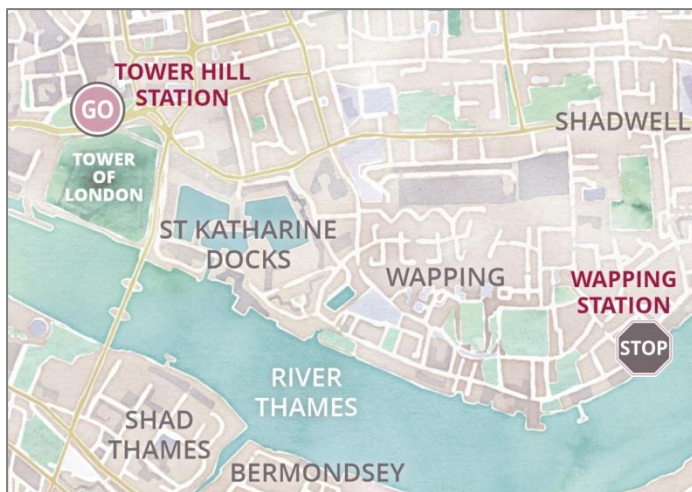 TOWER HILL
STATION
GO
SHADWELL
TOWER
OF
LONDON
ST KATHARINE
DOCKS
WAPPING
WAPPING
STATION
STOP
RIVER
THAMES
SHAD
THAMES
BERMONDSEY